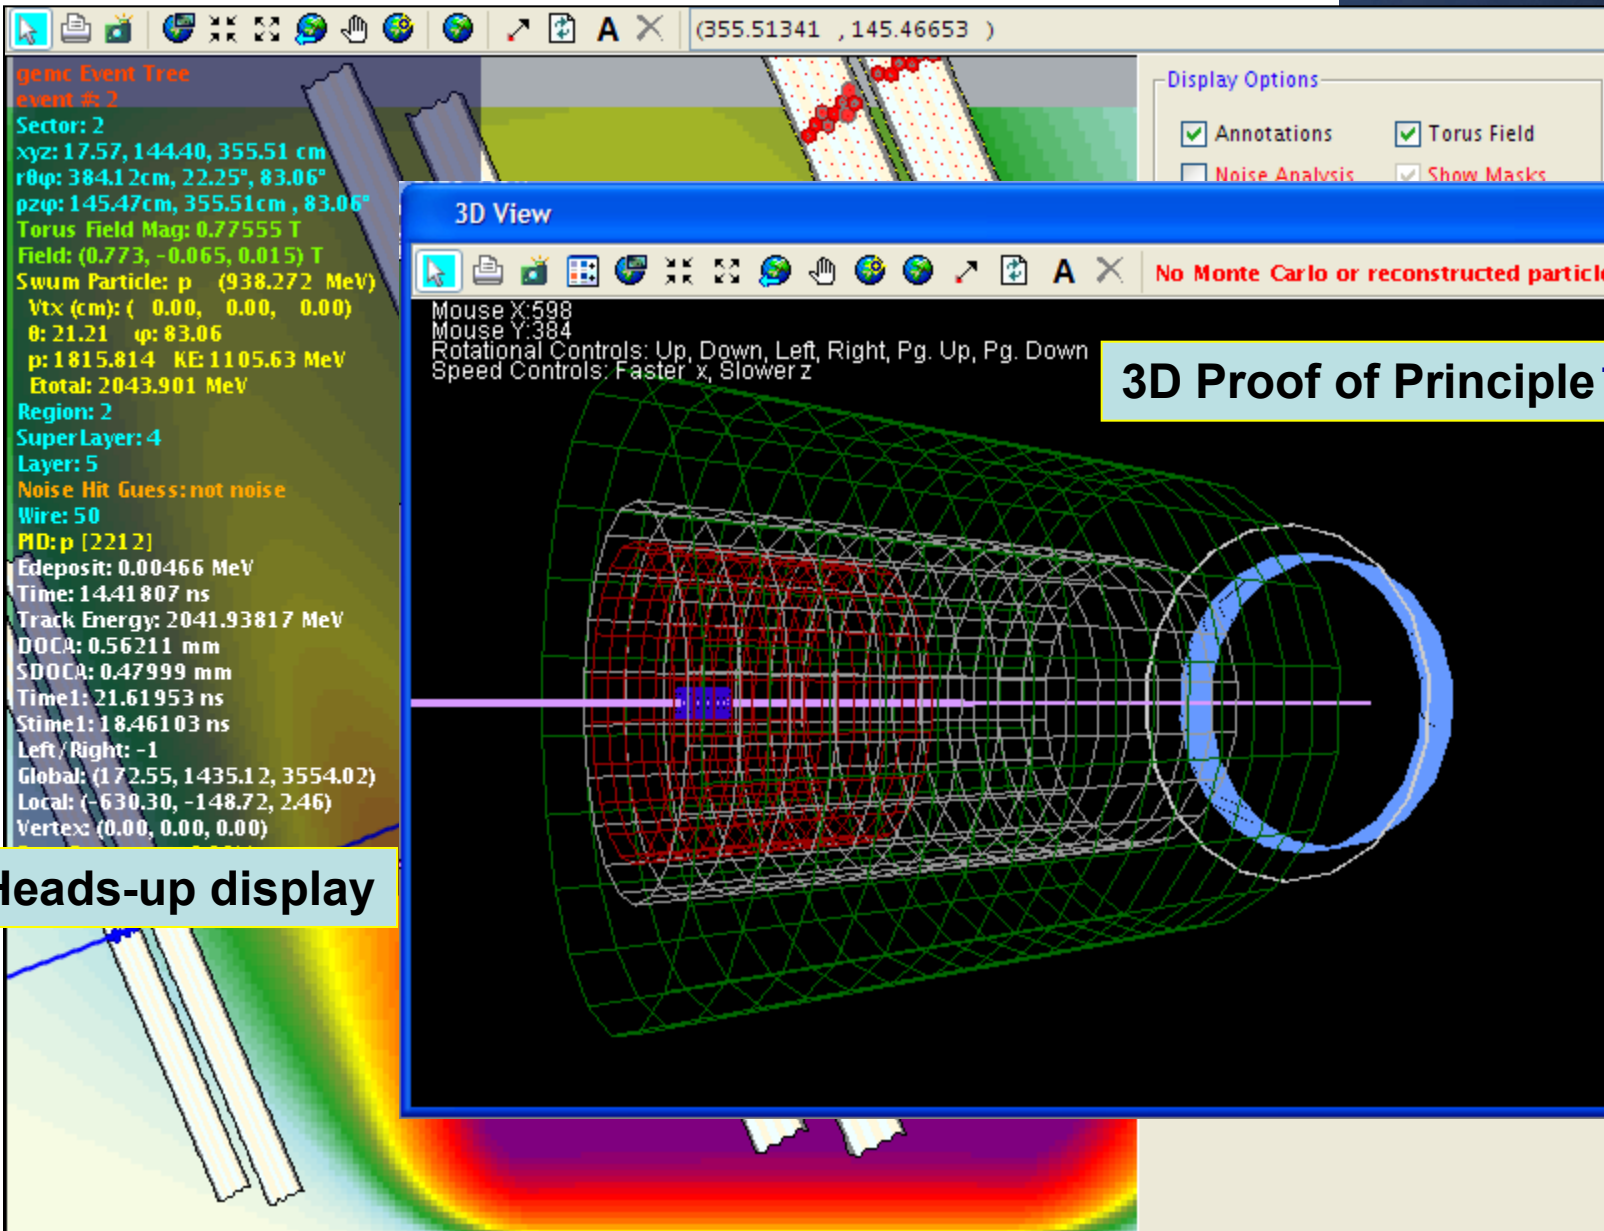 (355.51341 ,145.46653 )
gemc Event Tree
event #: 2
Sector: 2
xyz: 17.57, 144.40, 355.51 cm
rθφ: 384.12cm, 22.25°, 83.06°
ρzφ: 145.47cm, 355.51cm , 83.06°
Torus Field Mag: 0.77555 T
Field: (0.773, -0.065, 0.015) T
Swum Particle: p (938.272 MeV)
Vtx (cm): ( 0.00, 0.00, 0.00)
θ: 21.21 φ: 83.06
p: 1815.814 KE: 1105.63 MeV
Etotal: 2043.901 MeV
Region: 2
SuperLayer: 4
Layer: 5
Noise Hit Guess: not noise
Wire: 50
PID: p [2212]
Edeposit: 0.00466 MeV
Time: 14.41807 ns
Track Energy: 2041.93817 MeV
DOCA: 0.56211 mm
SDOCA: 0.47999 mm
Time1: 21.61953 ns
Stime1: 18.46103 ns
Left/Right: -1
Global: (172.55, 1435.12, 3554.02)
Local: (-630.30, -148.72, 2.46)
Vertex: (0.00, 0.00, 0.00)
Heads-up display
Display Options
Annotations Torus Field
Noise Analysis Show Masks
3D View
A No Monte Carlo or reconstructed particle
Mouse X:598
Mouse Y:384
Rotational Controls: Up, Down, Left, Right, Pg. Up, Pg. Down
Speed Controls: Faster x, Slower z
3D Proof of Principle